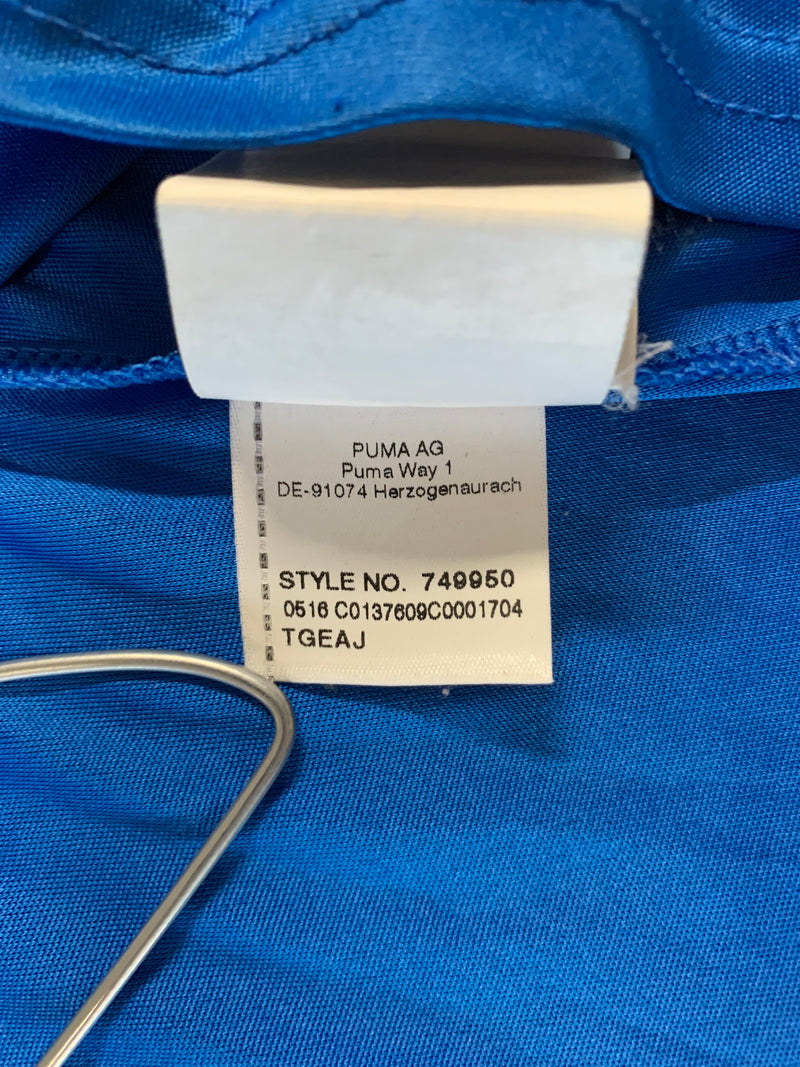 PUMA AG
Puma Way 1
DE-91074 Herzogenaurach
STYLE NO. 749950
0516 C0137609C0001704
TGEAJ